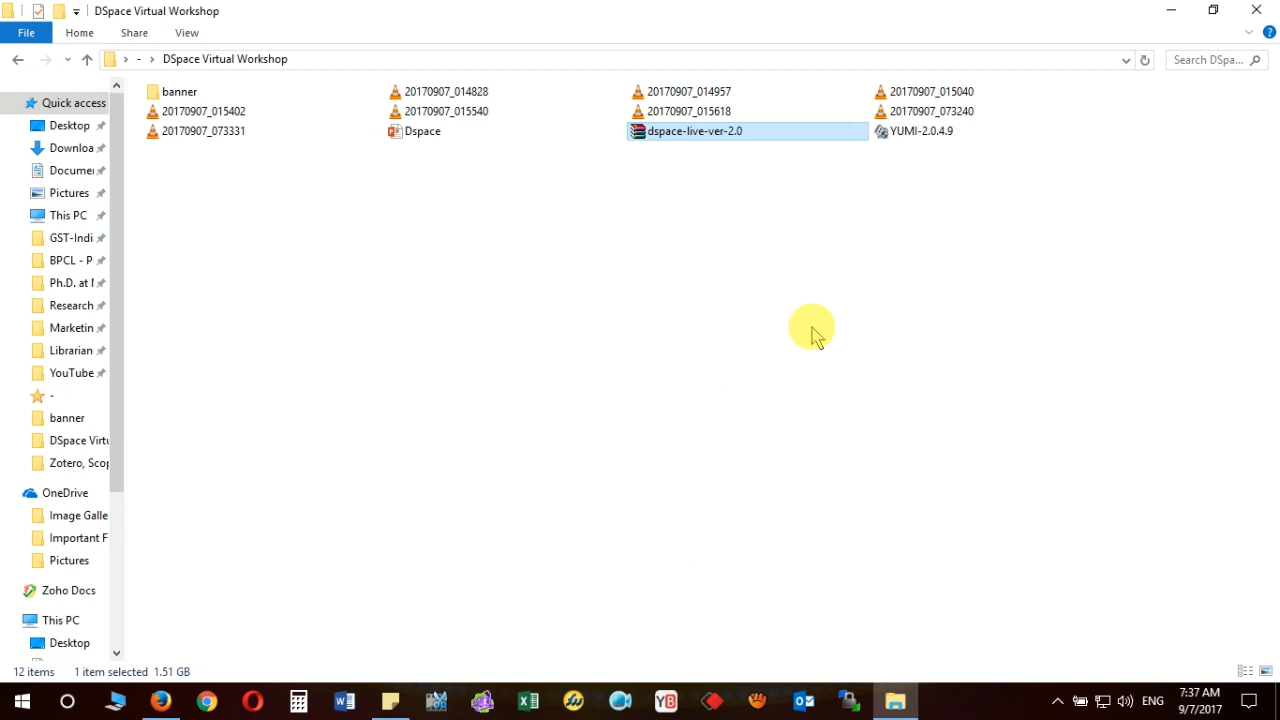 DSpace Virtual Workshop
File Home Share View
- DSpace Virtual Workshop
Search DSpa...
Quick access
Desktop
Downloa
Documer
Pictures
This PC
GST-Indi
BPCL - P
Ph.D. at N
Research
Marketin
Librarian
YouTube
-
banner
DSpace Virtu
Zotero, Scop
OneDrive
Image Galle
Important F
Pictures
Zoho Docs
This PC
Desktop
banner 20170907_014828 20170907_014957 20170907_015040
20170907_015402 20170907_015540 20170907_015618 20170907_073240
20170907_073331 Dspace dspace-live-ver-2.0 YUMI-2.0.4.9
12 items 1 item selected 1.51 GB
YB
ENG
7:37 AM
9/7/2017